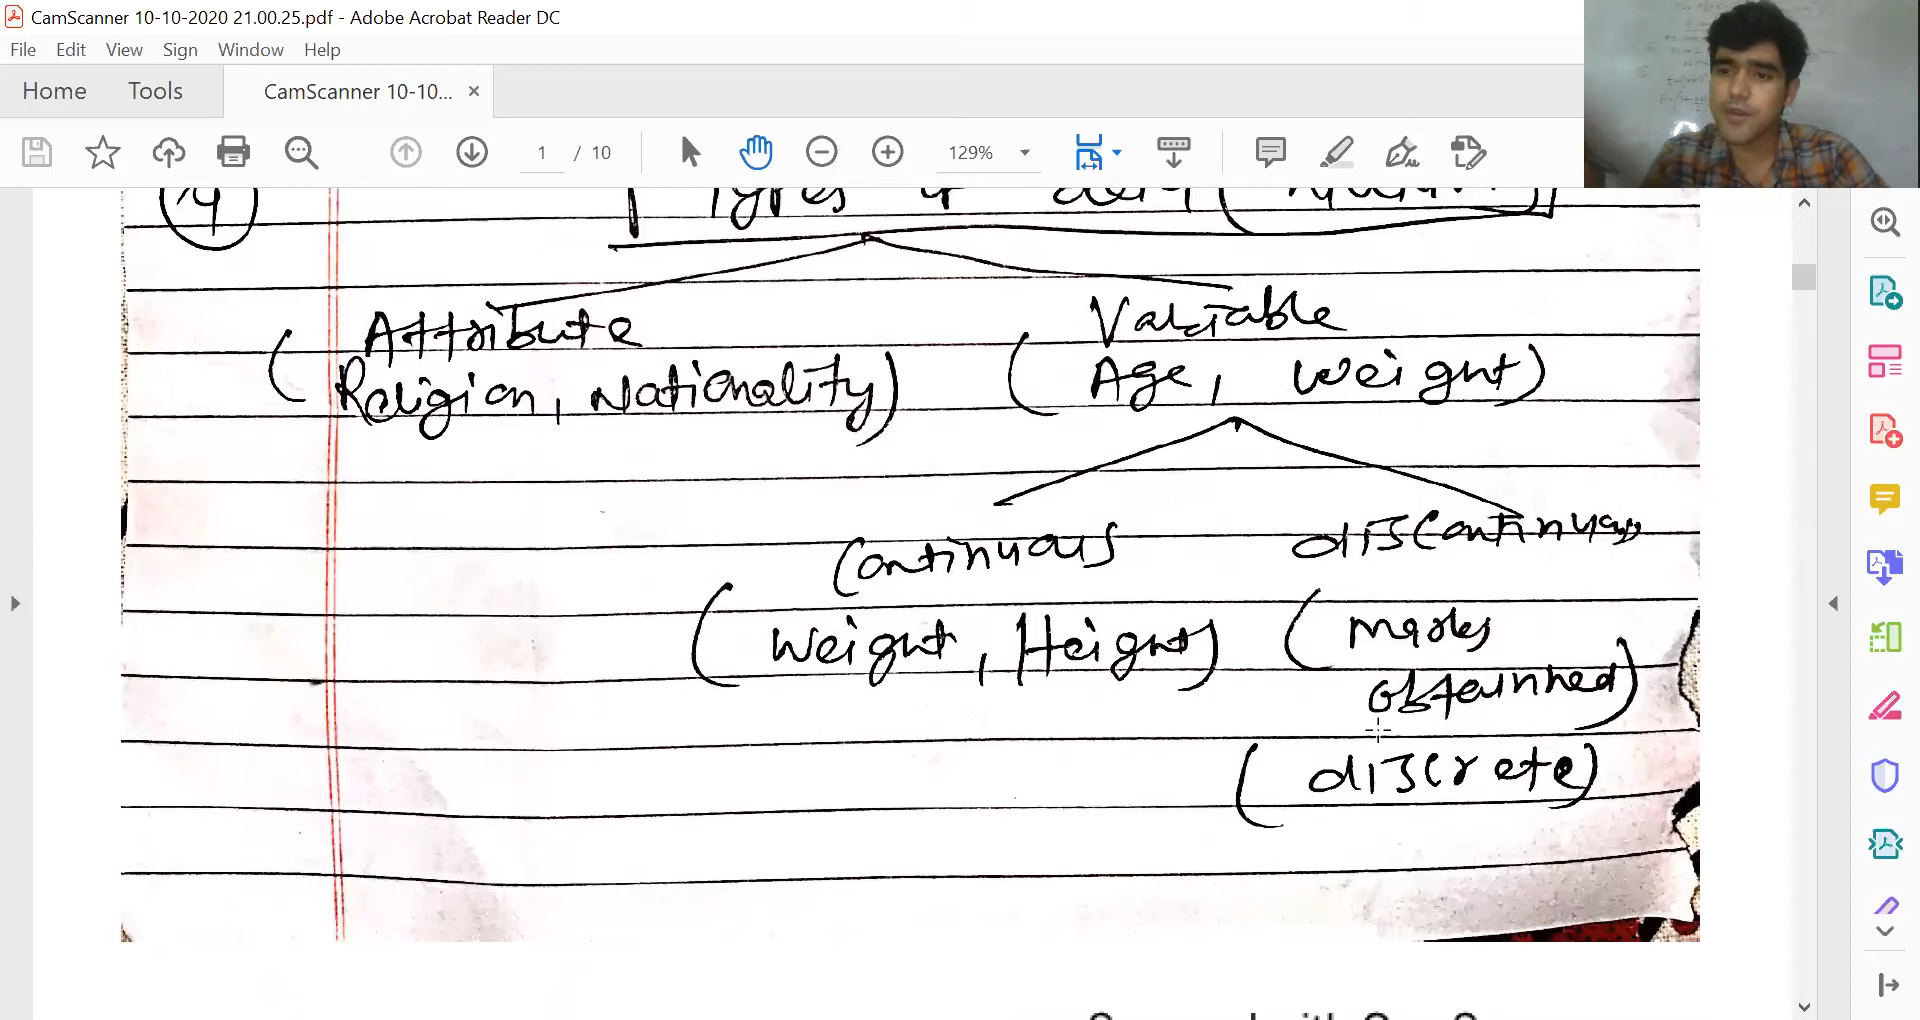 CamScanner 10-10-2020 21.00.25.pdf - Adobe Acrobat Reader DC
File Edit View Sign Window Help
Home Tools CamScanner 10-10... ×
1 / 10 129%
Types
Attribute Variable
(Religion, Nationality) (Age, Weight)
Continuous discontinuous
(Weight, Height) (Marks
obtainned)
(discrete)